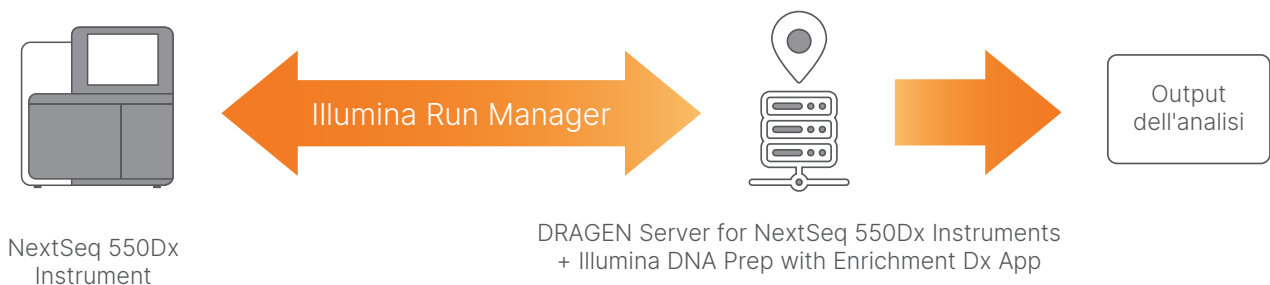 Illumina Run Manager
Output
dell'analisi
NextSeq 550Dx
Instrument
DRAGEN Server for NextSeq 550Dx Instruments
+ Illumina DNA Prep with Enrichment Dx App